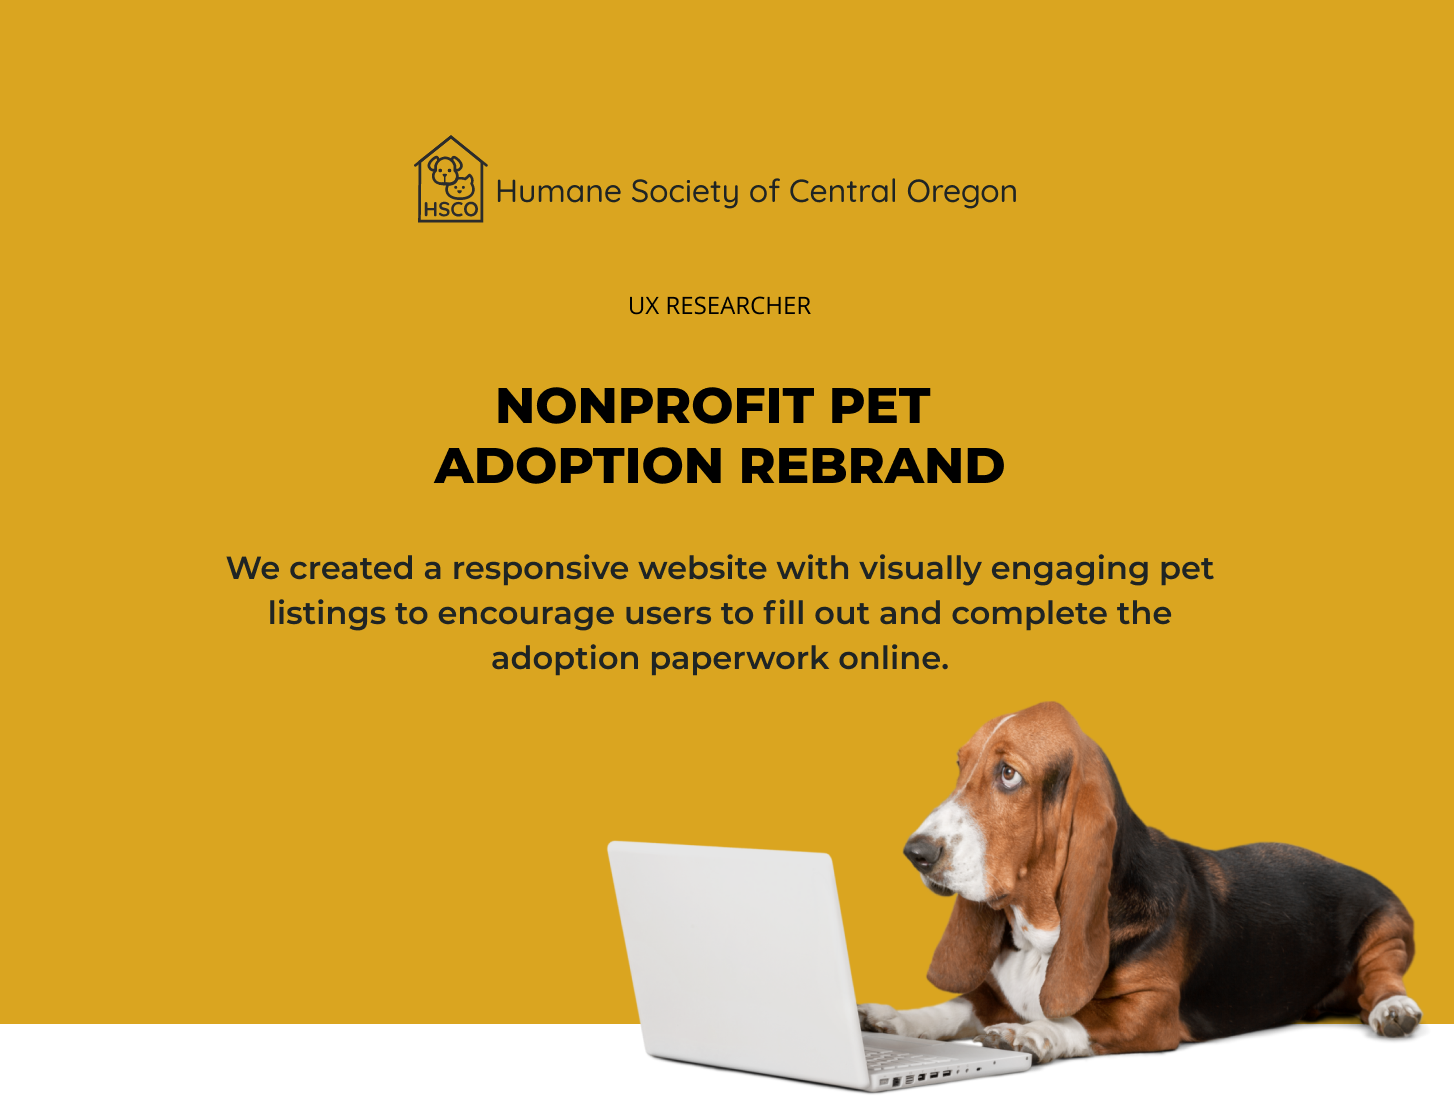 HSCO
Humane Society of Central Oregon
UX RESEARCHER
NONPROFIT PET
ADOPTION REBRAND
We created a responsive website with visually engaging pet
listings to encourage users to fill out and complete the
adoption paperwork online.